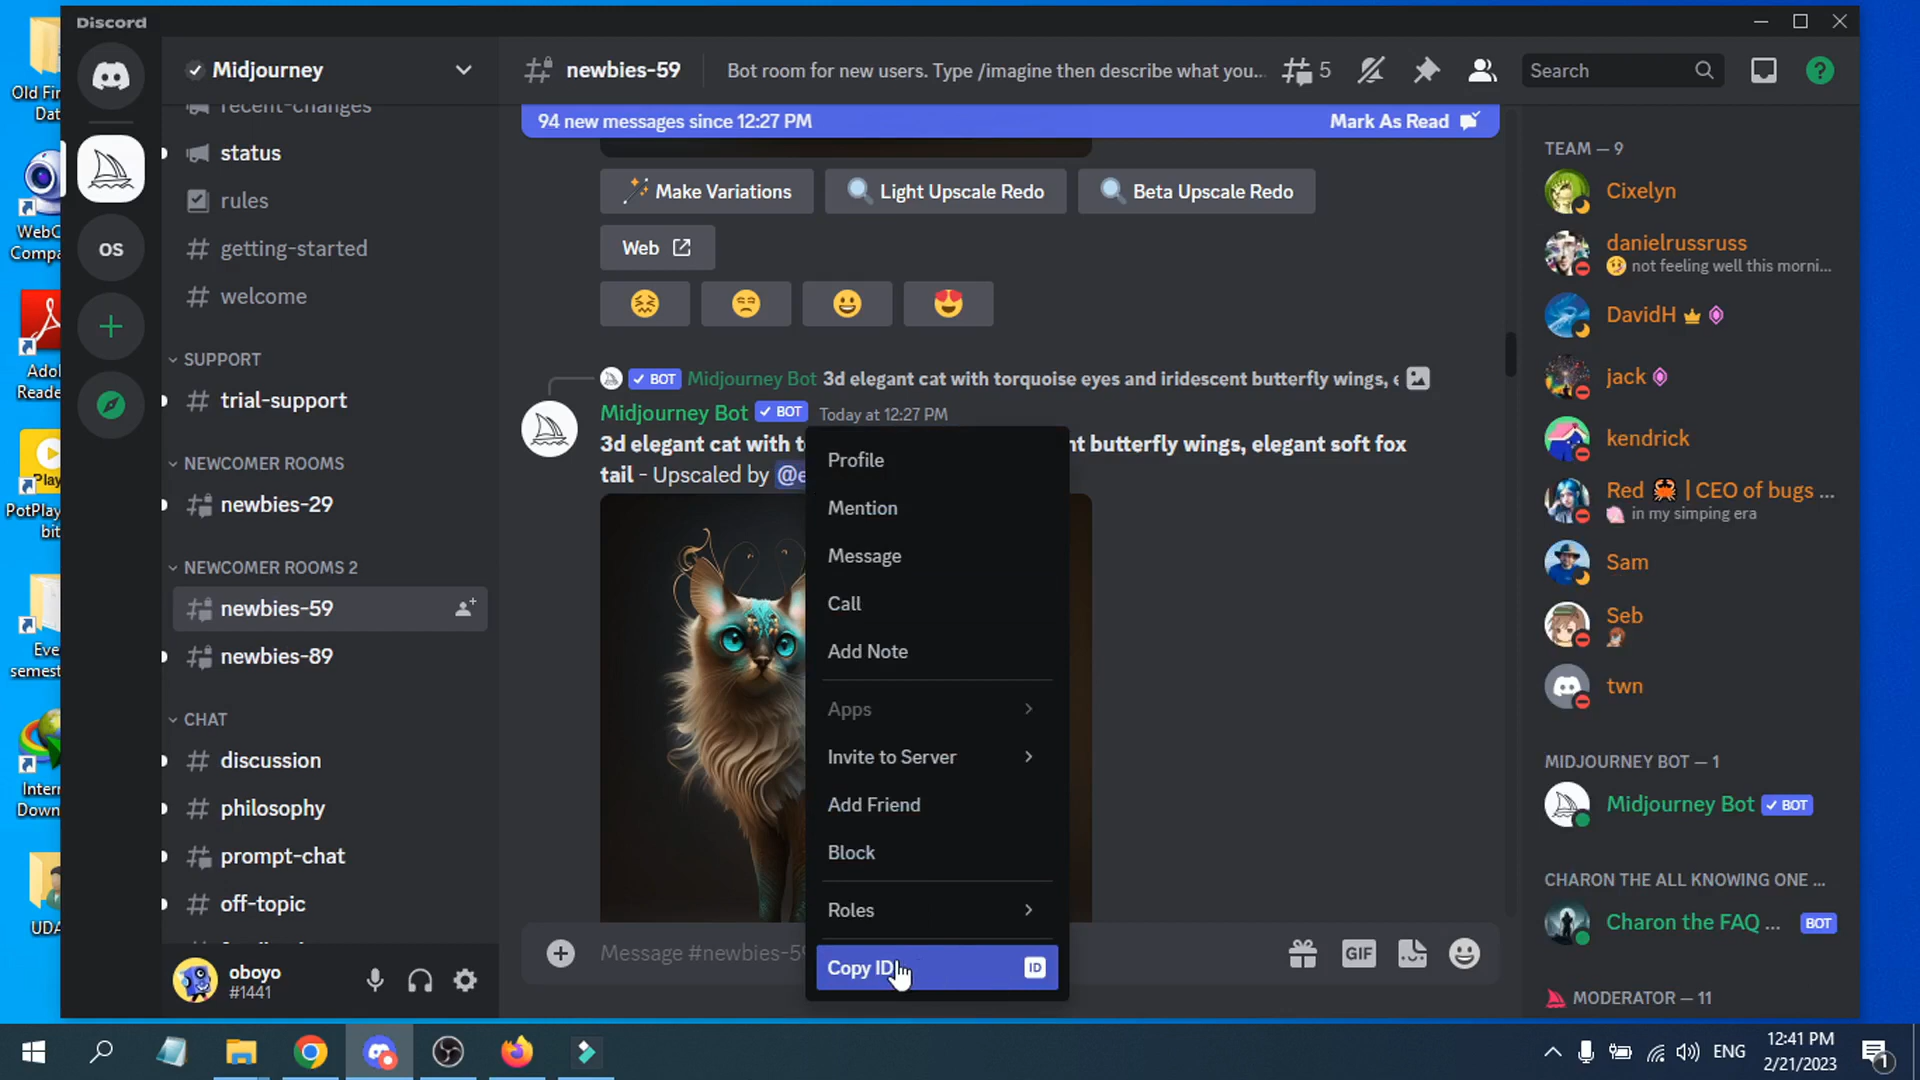 Discord
Old Fir
Dat
WebC
Compa
Ado
Reade
Play
PotPlay
bit
Eve
semest
Intern
Down
UDA
OS
Midjourney
recent-changes
status
rules
getting-started
welcome
SUPPORT
trial-support
NEWCOMER ROOMS
newbies-29
NEWCOMER ROOMS 2
newbies-59
newbies-89
CHAT
discussion
philosophy
prompt-chat
off-topic
oboyo
#1441
newbies-59
Bot room for new users. Type /imagine then describe what you...
5
Search
94 new messages since 12:27 PM
Mark As Read
Make Variations
Light Upscale Redo
Beta Upscale Redo
Web
BOT Midjourney Bot 3d elegant cat with torquoise eyes and iridescent butterfly wings, e
Midjourney Bot BOT Today at 12:27 PM
3d elegant cat with t nt butterfly wings, elegant soft fox
tail - Upscaled by @e
Profile
Mention
Message
Call
Add Note
Apps
Invite to Server
Add Friend
Block
Roles
Copy ID
ID
Message #newbies-59
GIF
TEAM — 9
Cixelyn
danielrussruss
not feeling well this morni...
DavidH
jack
kendrick
Red | CEO of bugs ...
in my simping era
Sam
Seb
twn
MIDJOURNEY BOT — 1
Midjourney Bot BOT
CHARON THE ALL KNOWING ONE ...
Charon the FAQ ... BOT
MODERATOR — 11
ENG
12:41 PM
2/21/2023
1